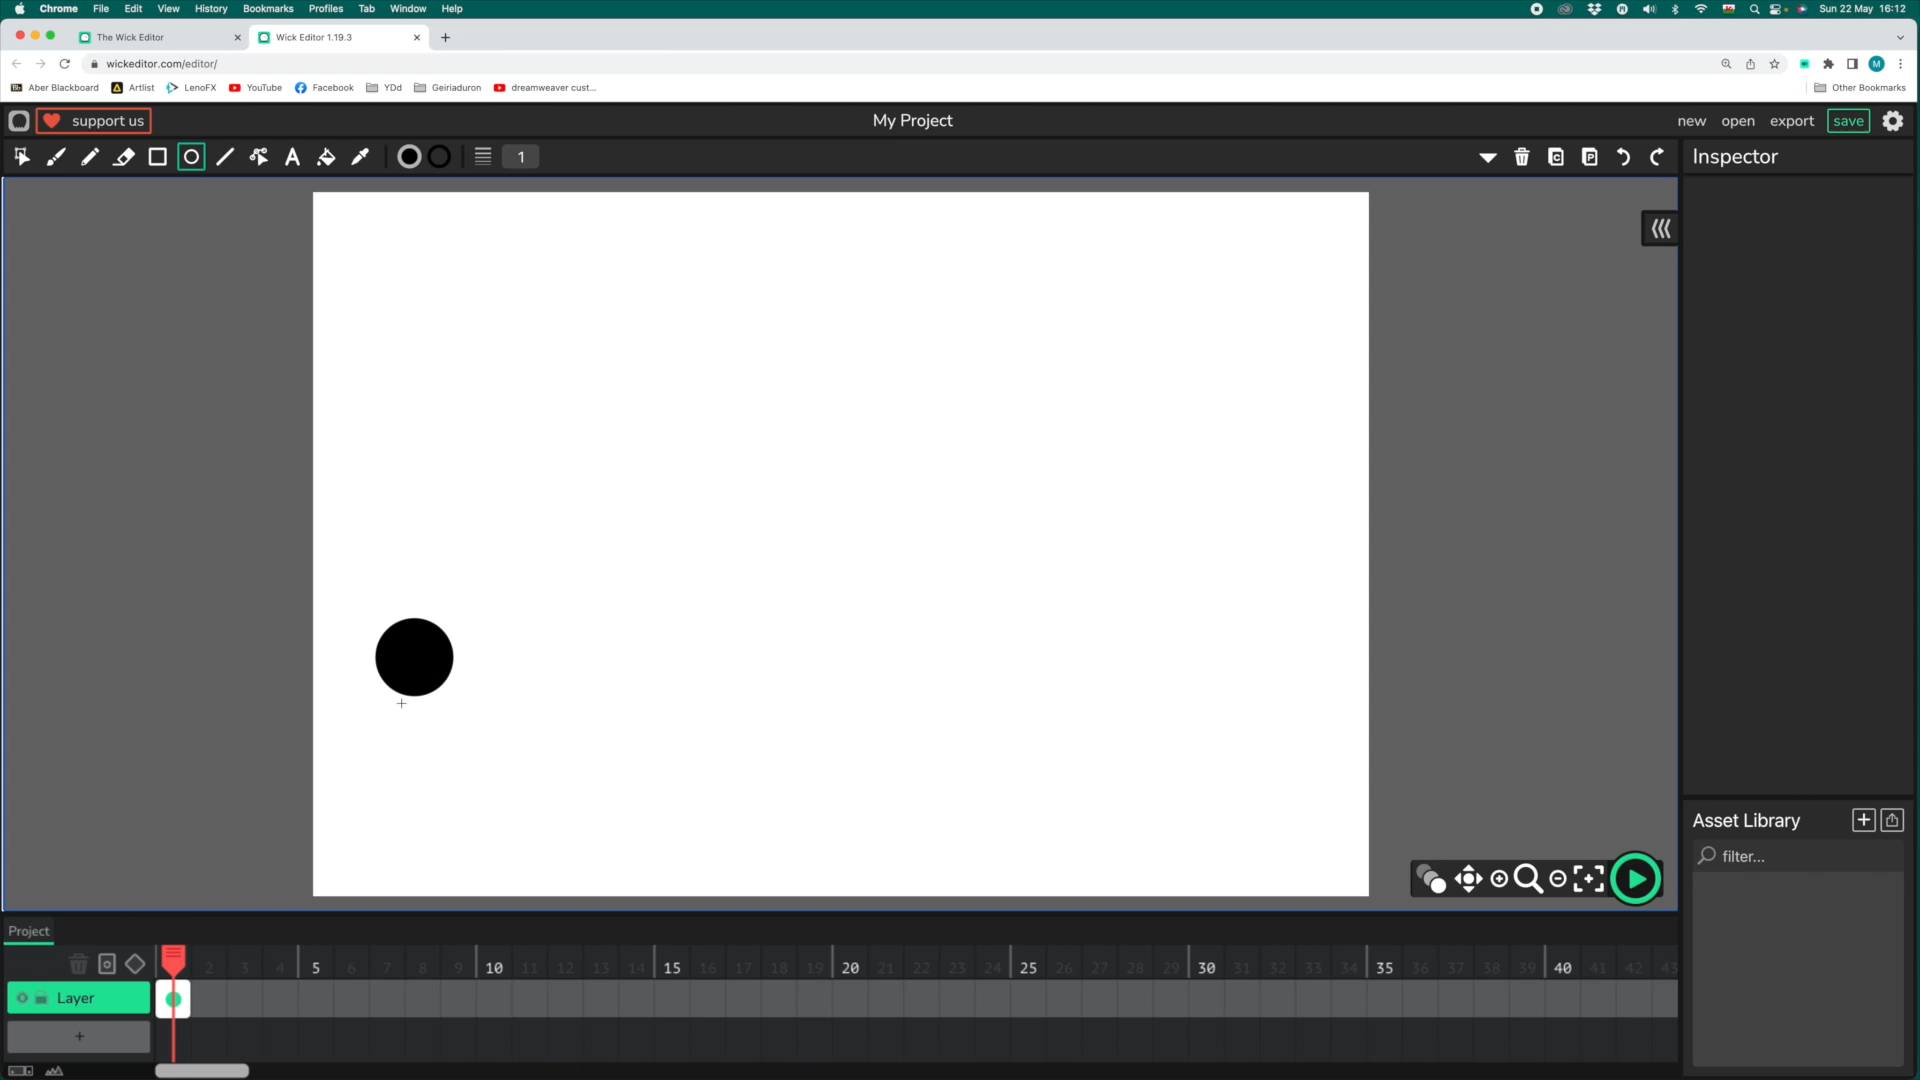 Chrome File Edit View History Bookmarks Profiles Tab Window Help Sun 22 May 16:12
The Wick Editor Wick Editor 1.19.3
wickeditor.com/editor/ M
Aber Blackboard Artlist LenoFX YouTube Facebook YDd Geiriaduron dreamweaver cust... Other Bookmarks
support us My Project new open export save
A 1 C P Inspector
Asset Library
filter...
Project
2 3 4 5 6 7 8 9 10 11 12 13 14 15 16 17 18 19 20 21 22 23 24 25 26 27 28 29 30 31 32 33 34 35 36 37 38 39 40 41 42 43
Layer